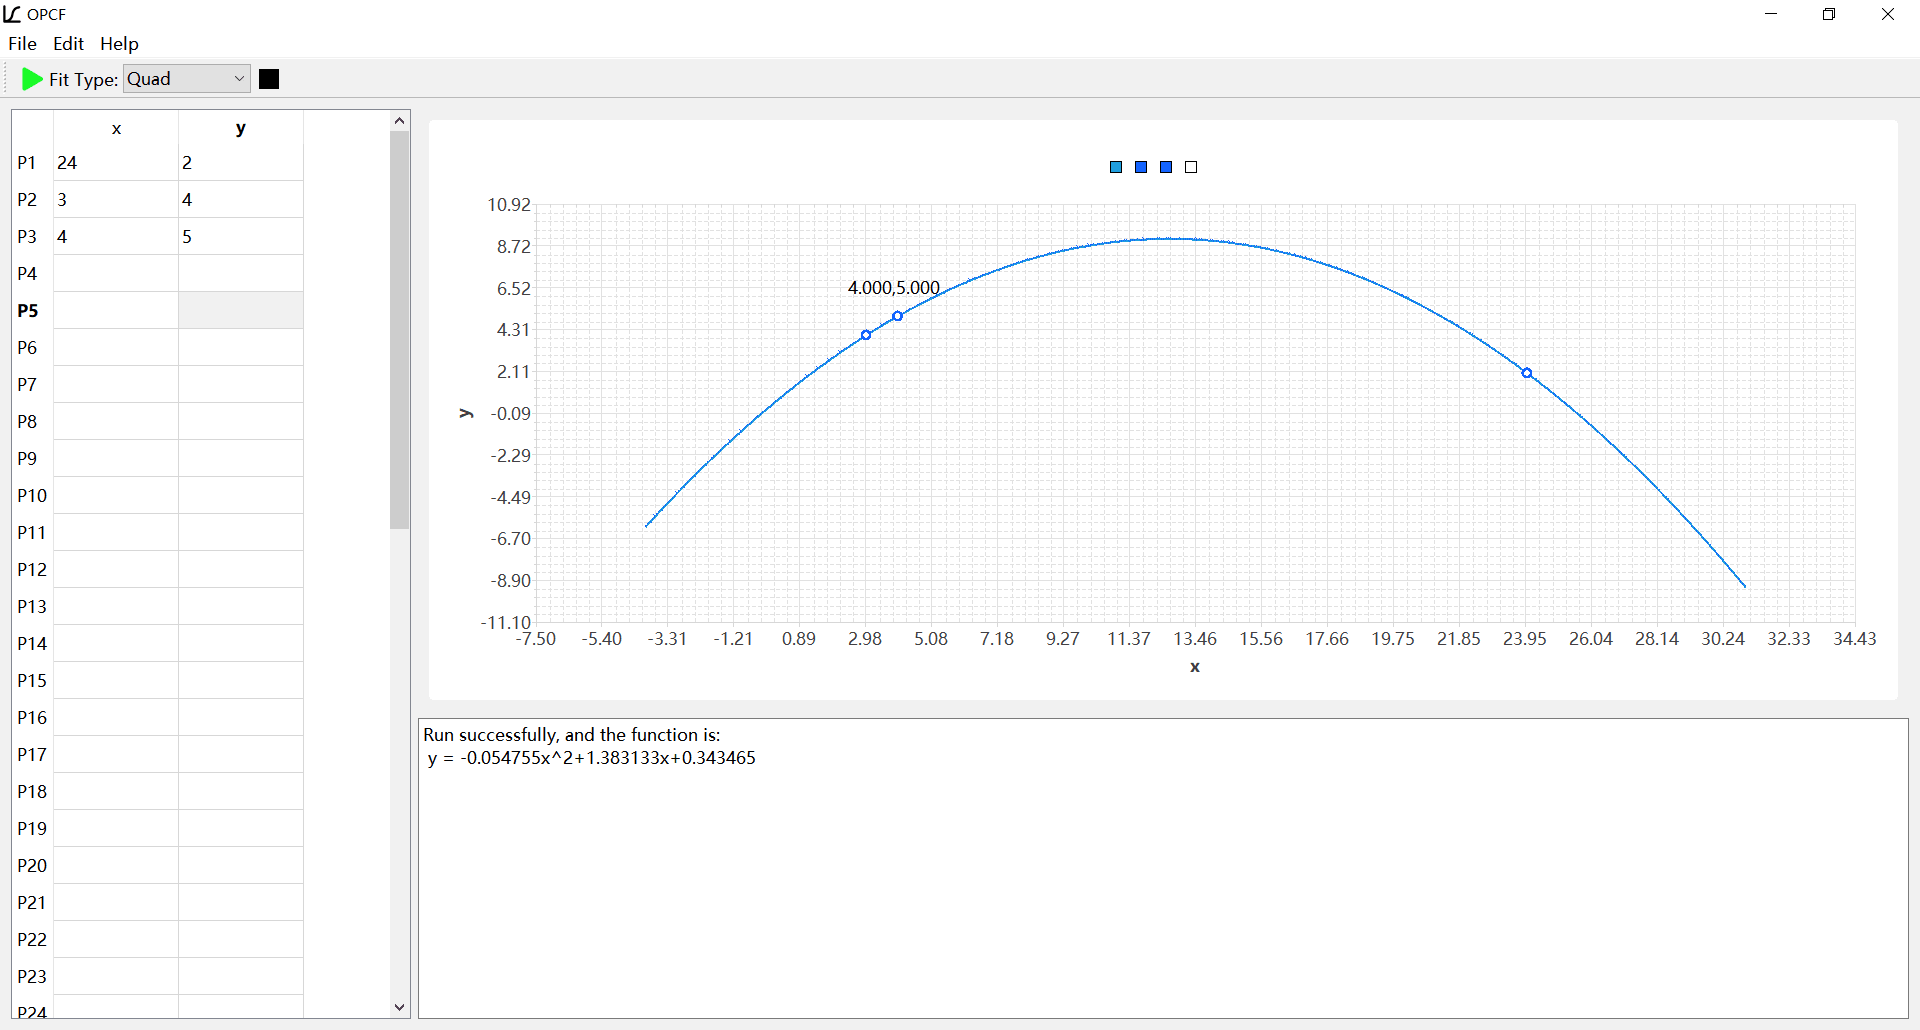 OPCF
File Edit Help
Fit Type: Quad
x y
P1 24 2
P2 3 4
P3 4 5
P4
P5
P6
P7
P8
P9
P10
P11
P12
P13
P14
P15
P16
P17
P18
P19
P20
P21
P22
P23
P24
10.92
8.72
6.52
4.31
2.11
-0.09
-2.29
-4.49
-6.70
-8.90
-11.10
y
4.000,5.000
-7.50 -5.40 -3.31 -1.21 0.89 2.98 5.08 7.18 9.27 11.37 13.46 15.56 17.66 19.75 21.85 23.95 26.04 28.14 30.24 32.33 34.43
x
Run successfully, and the function is:
y = -0.054755x^2+1.383133x+0.343465